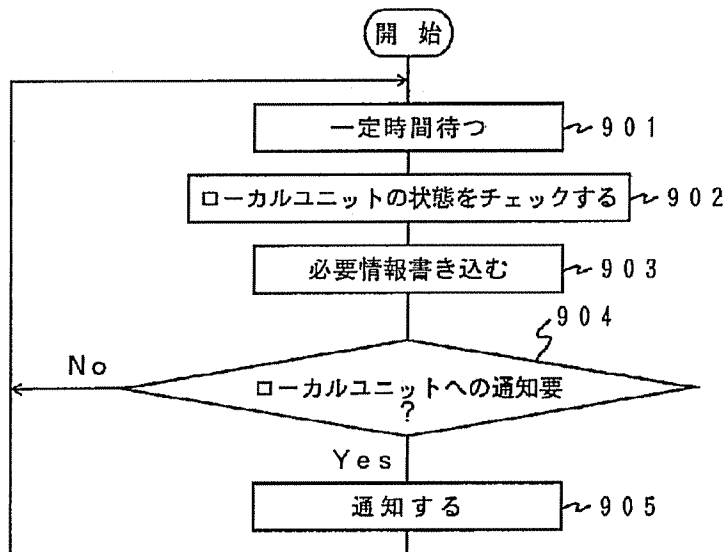 開 始
一定時間待つ
901
ローカルユニットの状態をチェックする
902
必要情報書き込む
903
904
No
ローカルユニットへの通知要
?
Yes
通知する
905